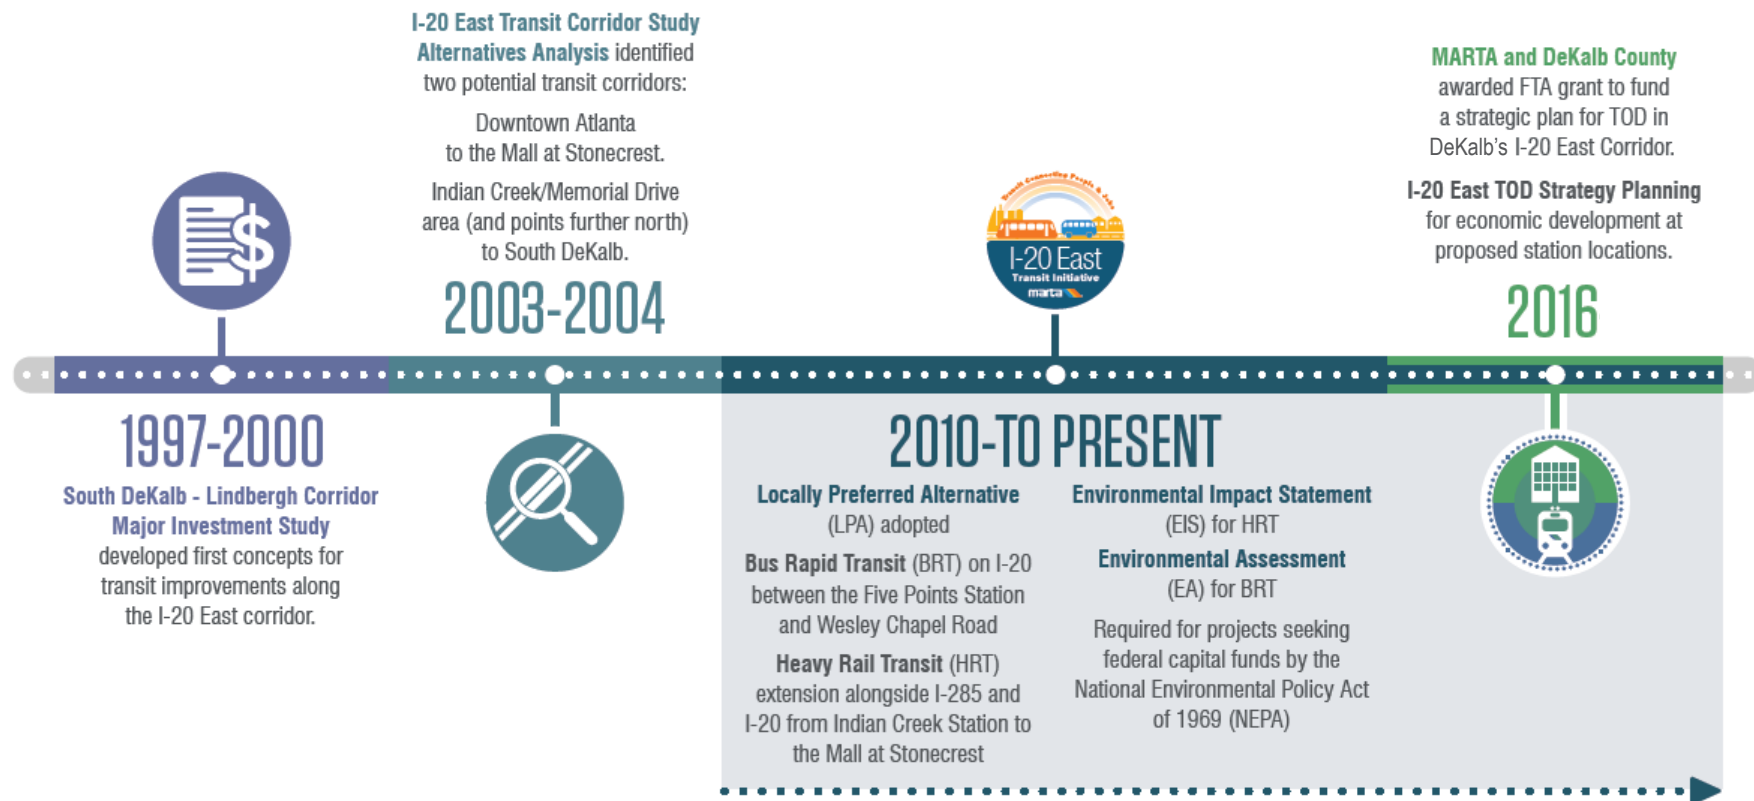 1997-2000
South DeKalb - Lindbergh Corridor
Major Investment Study
developed first concepts for
transit improvements along
the I-20 East corridor.
I-20 East Transit Corridor Study
Alternatives Analysis identified
two potential transit corridors:
Downtown Atlanta
to the Mall at Stonecrest.
Indian Creek/Memorial Drive
area (and points further north)
to South DeKalb.
2003-2004
Transit Connecting People & Jobs
I-20 East
Transit Initiative
marta
2010-TO PRESENT
Locally Preferred Alternative
(LPA) adopted
Bus Rapid Transit (BRT) on I-20
between the Five Points Station
and Wesley Chapel Road
Heavy Rail Transit (HRT)
extension alongside I-285 and
I-20 from Indian Creek Station to
the Mall at Stonecrest
Environmental Impact Statement
(EIS) for HRT
Environmental Assessment
(EA) for BRT
Required for projects seeking
federal capital funds by the
National Environmental Policy Act
of 1969 (NEPA)
MARTA and DeKalb County
awarded FTA grant to fund
a strategic plan for TOD in
DeKalb's I-20 East Corridor.
I-20 East TOD Strategy Planning
for economic development at
proposed station locations.
2016